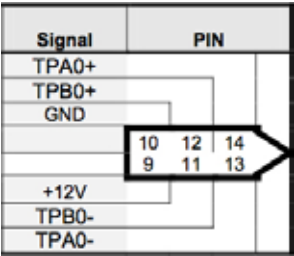 Signal PIN
TPA0+
TPB0+
GND
10 12 14
9 11 13
+12V
TPB0-
TPA0-